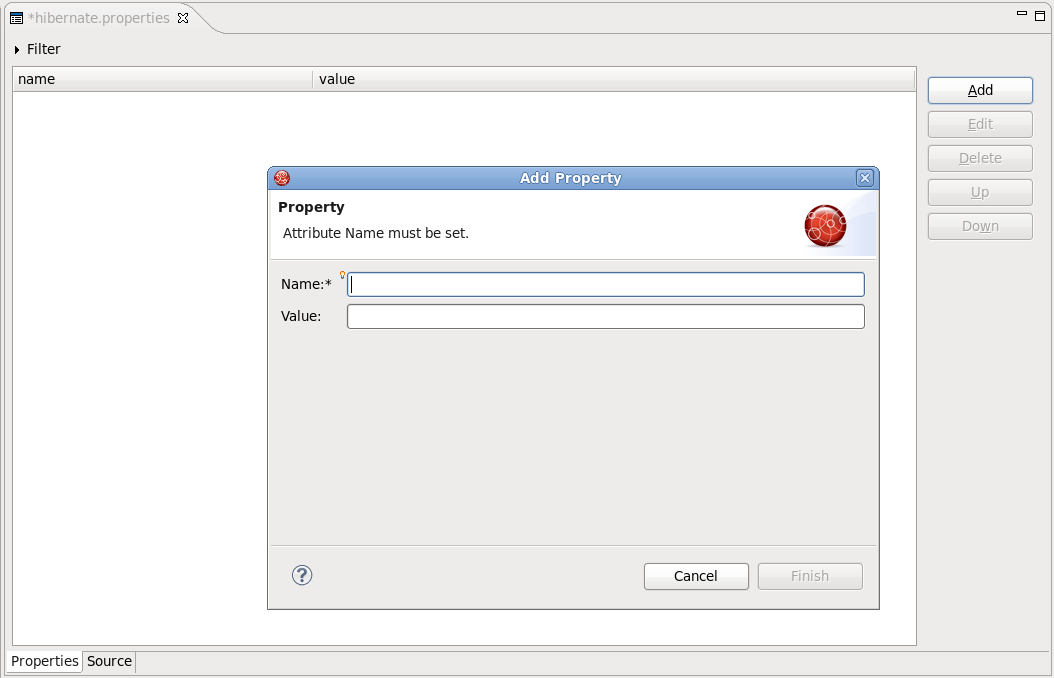 *hibernate.properties
Filter
name value
Add
Edit
Delete
Up
Down
Add Property
Property
Attribute Name must be set.
Name:*
Value:
?
Cancel Finish
Properties Source